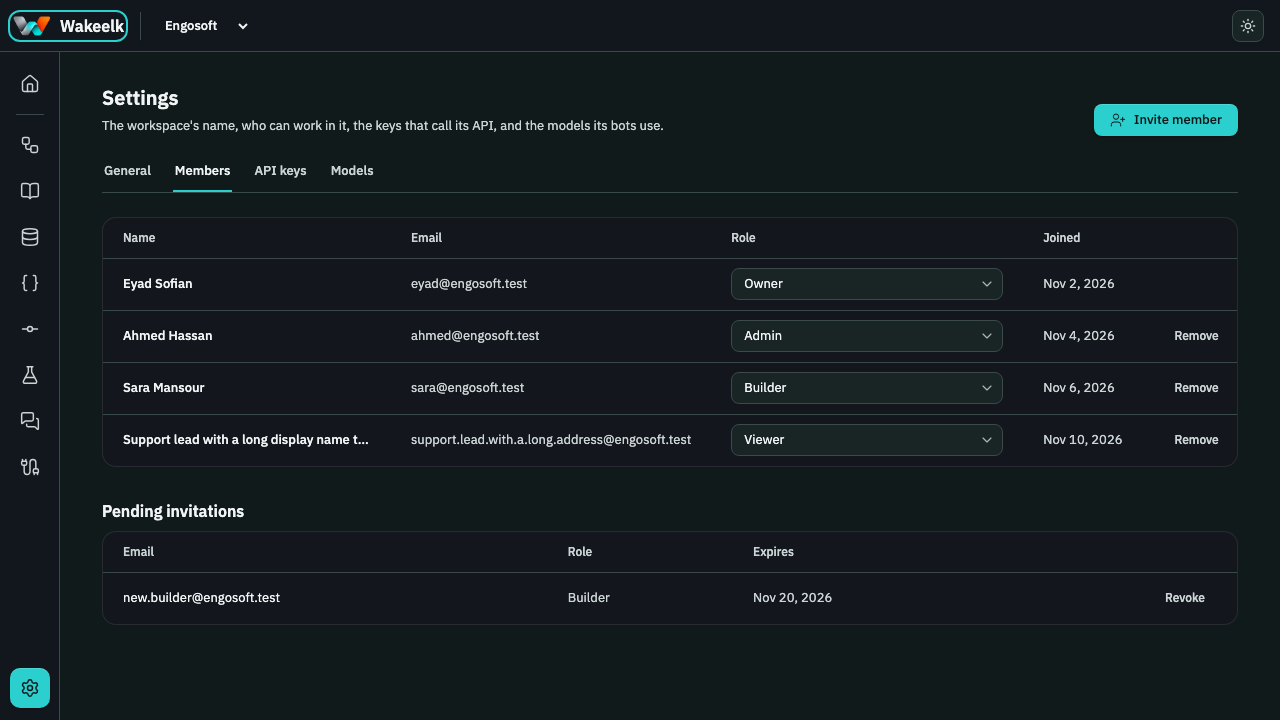 Wakeelk
Engosoft
Settings
The workspace's name, who can work in it, the keys that call its API, and the models its bots use.
Invite member
General Members API keys Models
Name Email Role Joined
Eyad Sofian eyad@engosoft.test Owner Nov 2, 2026
Ahmed Hassan ahmed@engosoft.test Admin Nov 4, 2026 Remove
Sara Mansour sara@engosoft.test Builder Nov 6, 2026 Remove
Support lead with a long display name t... support.lead.with.a.long.address@engosoft.test Viewer Nov 10, 2026 Remove
Pending invitations
Email Role Expires
new.builder@engosoft.test Builder Nov 20, 2026 Revoke